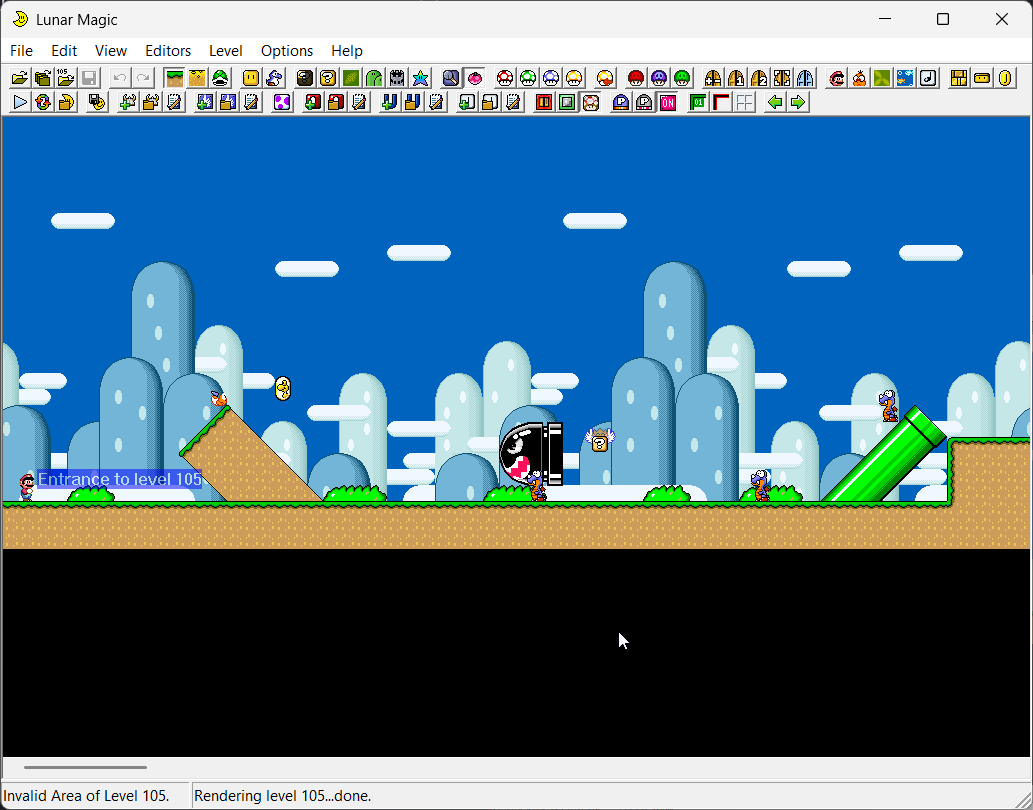 Lunar Magic
File Edit View Editors Level Options Help
105
ON
01
Entrance to level 105
Invalid Area of Level 105. Rendering level 105...done.